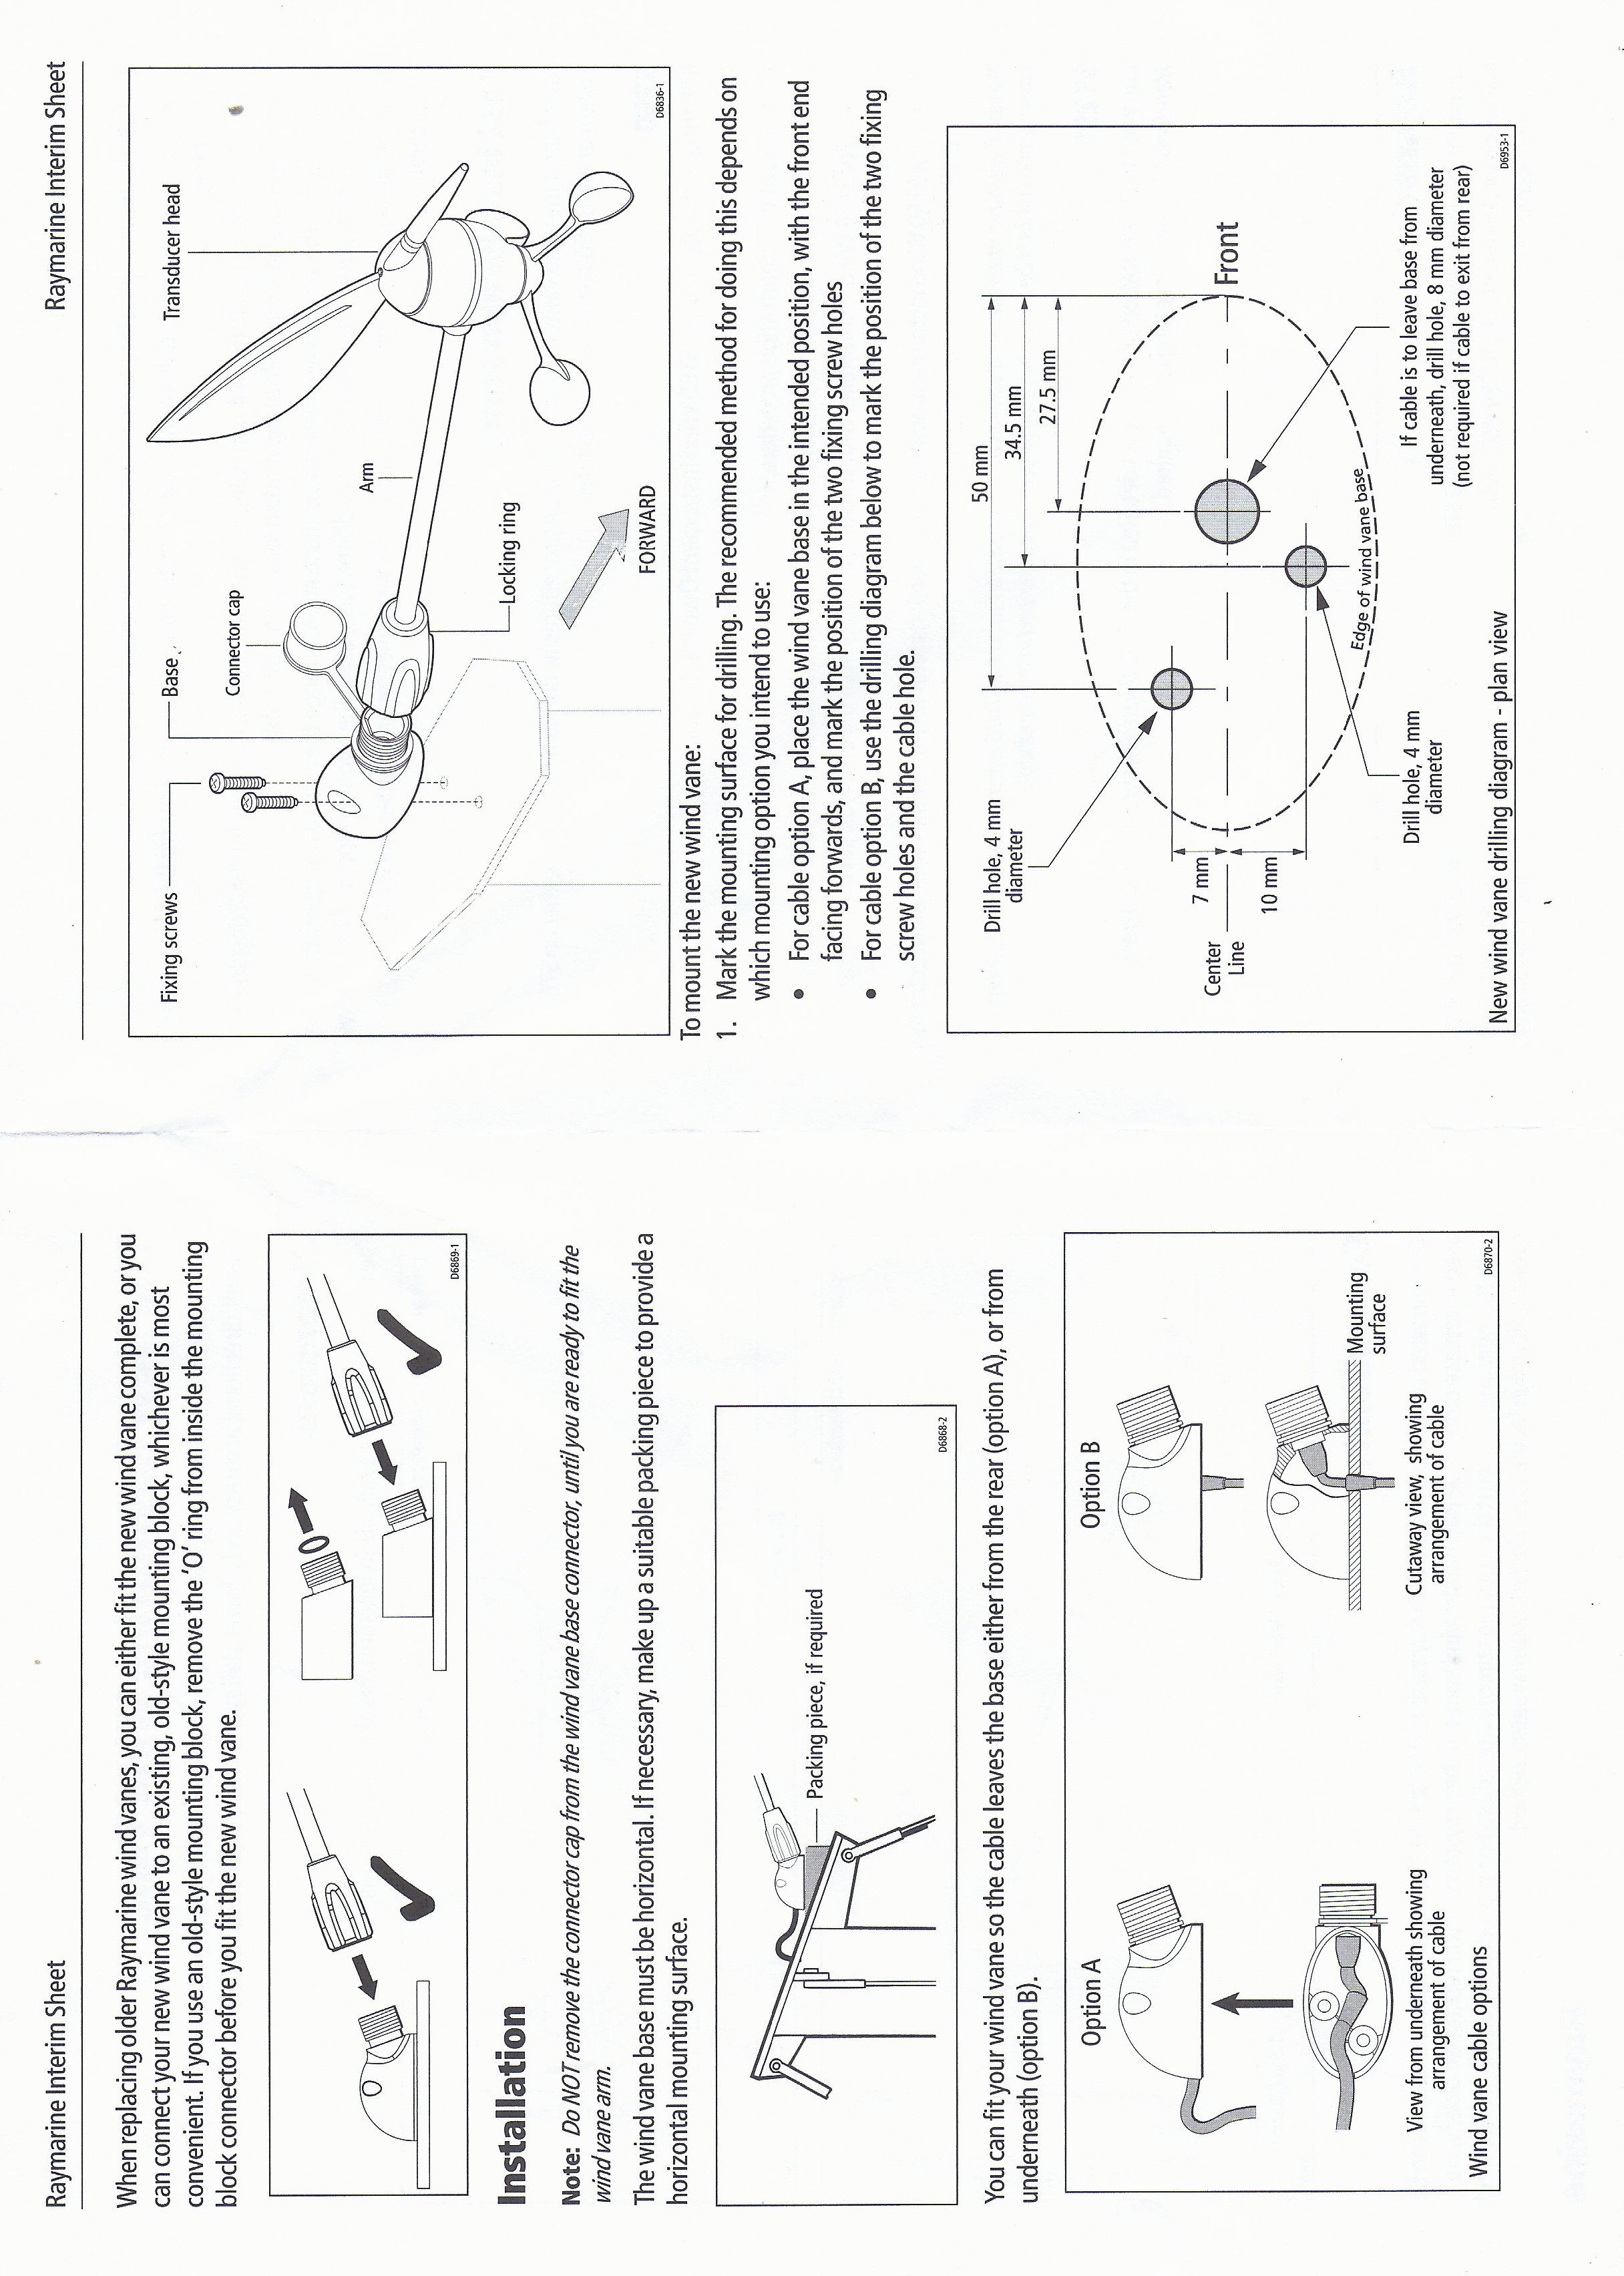 Raymarine Interim Sheet
When replacing older Raymarine wind vanes, you can either fit the new wind vane complete, or you
can connect your new wind vane to an existing, old-style mounting block, whichever is most
convenient. If you use an old-style mounting block, remove the ‘O’ ring from inside the mounting
block connector before you fit the new wind vane.
D6869-1
Installation
Note: Do NOT remove the connector cap from the wind vane base connector, until you are ready to fit the
wind vane arm.
The wind vane base must be horizontal. If necessary, make up a suitable packing piece to provide a
horizontal mounting surface.
Packing piece, if required
D6868-2
You can fit your wind vane so the cable leaves the base either from the rear (option A), or from
underneath (option B).
Option A
Option B
Mounting
surface
View from underneath showing
arrangement of cable
Cutaway view, showing
arrangement of cable
Wind vane cable options
D6870-2
Raymarine Interim Sheet
Fixing screws
Base
Connector cap
Arm
Transducer head
Locking ring
FORWARD
D6836-1
To mount the new wind vane:
1. Mark the mounting surface for drilling. The recommended method for doing this depends on
which mounting option you intend to use:
• For cable option A, place the wind vane base in the intended position, with the front end
facing forwards, and mark the position of the two fixing screw holes
• For cable option B, use the drilling diagram below to mark the position of the two fixing
screw holes and the cable hole.
50 mm
34.5 mm
27.5 mm
Drill hole, 4 mm
diameter
7 mm
10 mm
Center
Line
Front
Edge of wind vane base
Drill hole, 4 mm
diameter
If cable is to leave base from
underneath, drill hole, 8 mm diameter
(not required if cable to exit from rear)
New wind vane drilling diagram - plan view
D6953-1